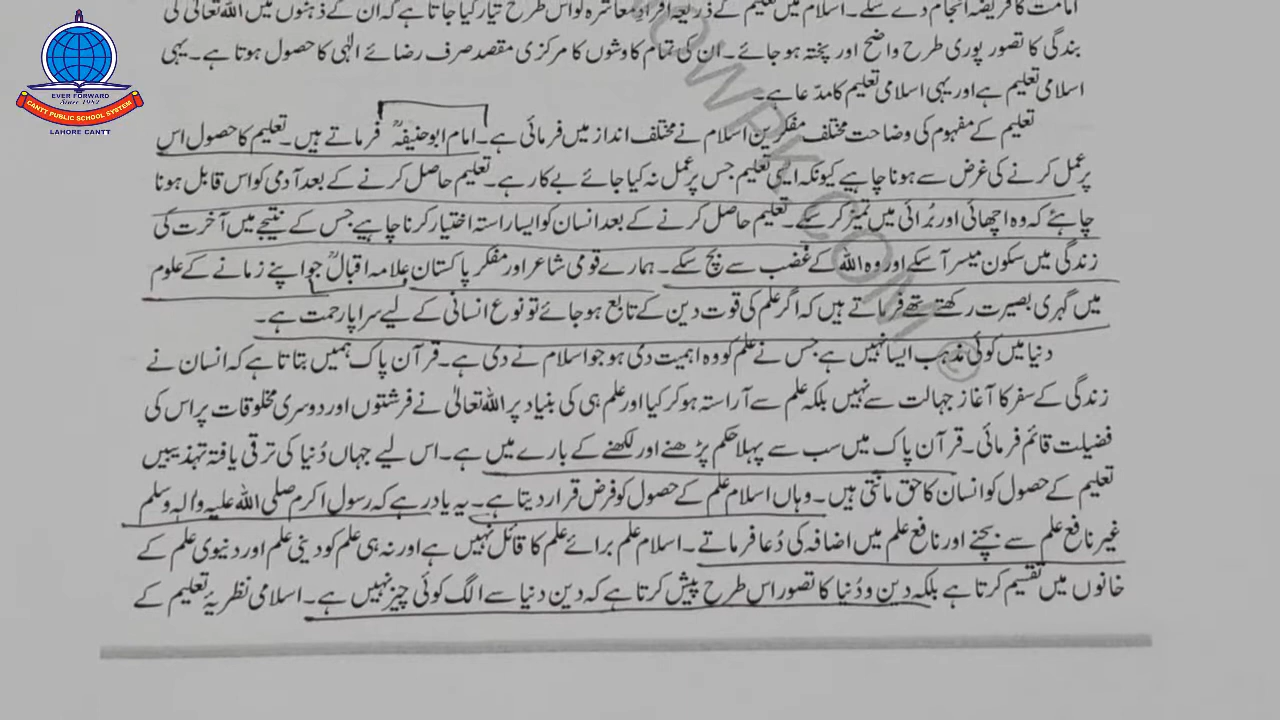 امامت کا فریضہ انجام دے سکے۔ اسلام میں تعلیم کے ذریعہ افراد معاشرہ کو اس طرح تیار کیا جاتا ہے کہ ان کے ذہنوں میں اللہ تعالیٰ کی
بندگی کا تصور پوری طرح واضح اور پختہ ہو جائے۔ ان کی تمام کاوشوں کا مرکزی مقصد صرف رضائے الٰہی کا حصول ہوتا ہے۔ یہی
اسلامی تعلیم ہے اور یہی اسلامی تعلیم کا مدّعا ہے۔
تعلیم کے مفہوم کی وضاحت مختلف مفکرین اسلام نے مختلف انداز میں فرمائی ہے۔ امام ابوحنیفہؒ فرماتے ہیں۔ تعلیم کا حصول اس
پر عمل کرنے کی غرض سے ہونا چاہیے کیونکہ ایسی تعلیم جس پر عمل نہ کیا جائے بے کار ہے۔ تعلیم حاصل کرنے کے بعد آدمی کو اس قابل ہونا
چاہئے کہ وہ اچھائی اور بُرائی میں تمیز کر سکے۔ تعلیم حاصل کرنے کے بعد انسان کو ایسا راستہ اختیار کرنا چاہیے جس کے نتیجے میں آخرت کی
زندگی میں سکون میسر آ سکے اور وہ اللہ کے غضب سے بچ سکے۔ ہمارے قومی شاعر اور مفکر پاکستان علامہ اقبالؒ جو اپنے زمانے کے علوم
میں گہری بصیرت رکھتے تھے فرماتے ہیں کہ اگر علم کی قوت دین کے تابع ہو جائے تو نوع انسانی کے لیے سراپا رحمت ہے۔
دنیا میں کوئی مذہب ایسا نہیں ہے جس نے علم کو وہ اہمیت دی ہو جو اسلام نے دی ہے۔ قرآن پاک ہمیں بتاتا ہے کہ انسان نے
زندگی کے سفر کا آغاز جہالت سے نہیں بلکہ علم سے آراستہ ہو کر کیا اور علم ہی کی بنیاد پر اللہ تعالیٰ نے فرشتوں اور دوسری مخلوقات پر اس کی
فضیلت قائم فرمائی۔ قرآن پاک میں سب سے پہلا حکم پڑھنے اور لکھنے کے بارے میں ہے۔ اس لیے جہاں دُنیا کی ترقی یافتہ تہذیبیں
تعلیم کے حصول کو انسان کا حق مانتی ہیں۔ وہاں اسلام علم کے حصول کو فرض قرار دیتا ہے۔ یہ یاد رہے کہ رسول اکرم صلی اللہ علیہ والہ وسلم
غیر نافع علم سے بچنے اور نافع علم میں اضافہ کی دُعا فرماتے۔ اسلام علم برائے علم کا قائل نہیں ہے اور نہ ہی علم کو دینی علم اور دنیوی علم کے
خانوں میں تقسیم کرتا ہے بلکہ دین و دُنیا کا تصور اس طرح پیش کرتا ہے کہ دین دنیا سے الگ کوئی چیز نہیں ہے۔ اسلامی نظریۂ تعلیم کے
EVER FORWARD
Since 1982
CANTT PUBLIC SCHOOL SYSTEM
LAHORE CANTT